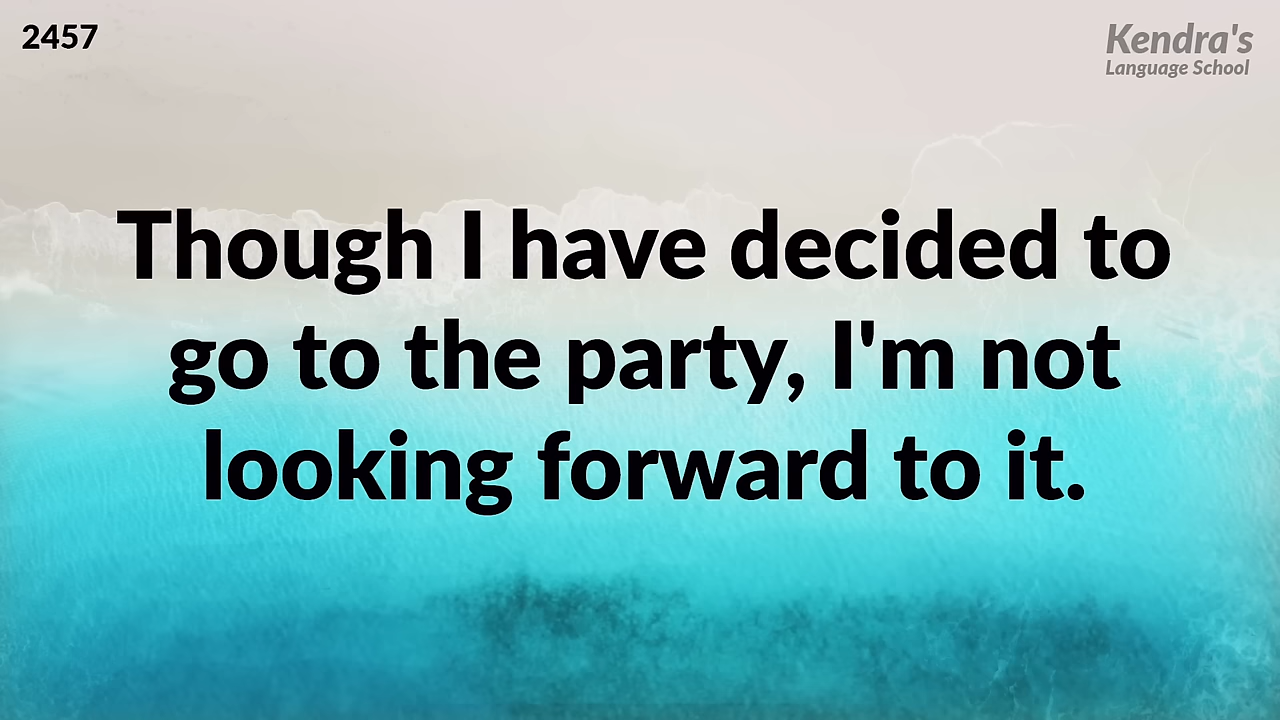 2457
Kendra's
Language School
Though I have decided to
go to the party, I'm not
looking forward to it.